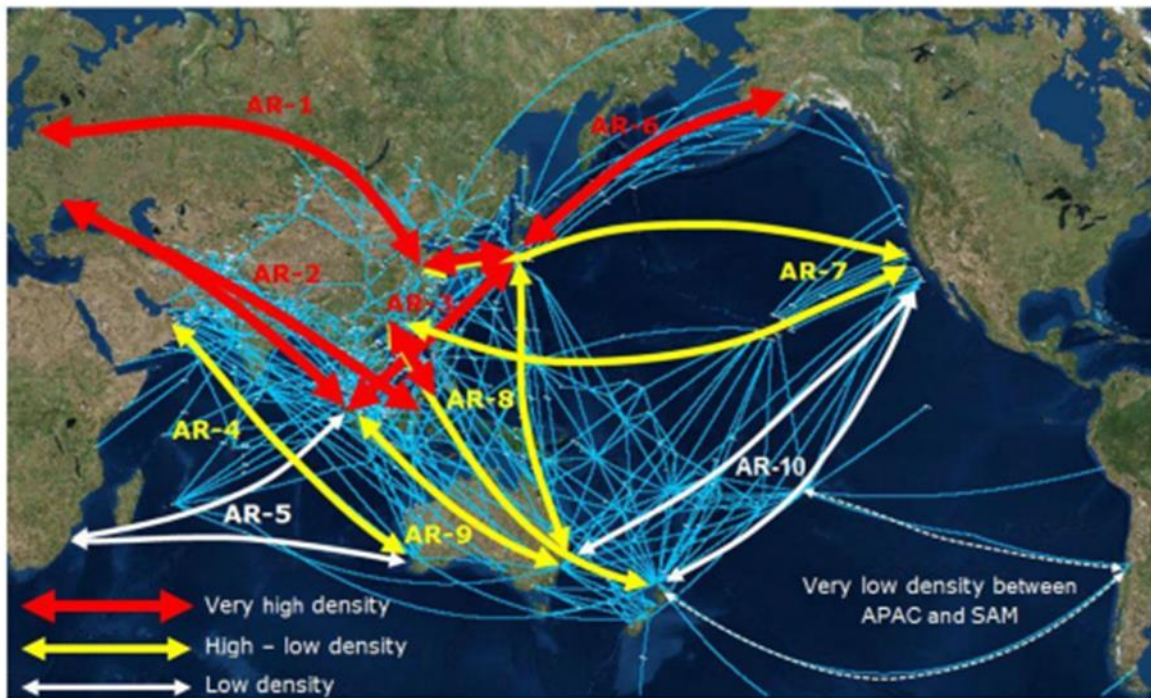 AR-1
AR-6
AR-2
AR-7
AR-3
AR-8
AR-4
AR-10
AR-5
AR-9
Very high density
High – low density
Low density
Very low density between
APAC and SAM